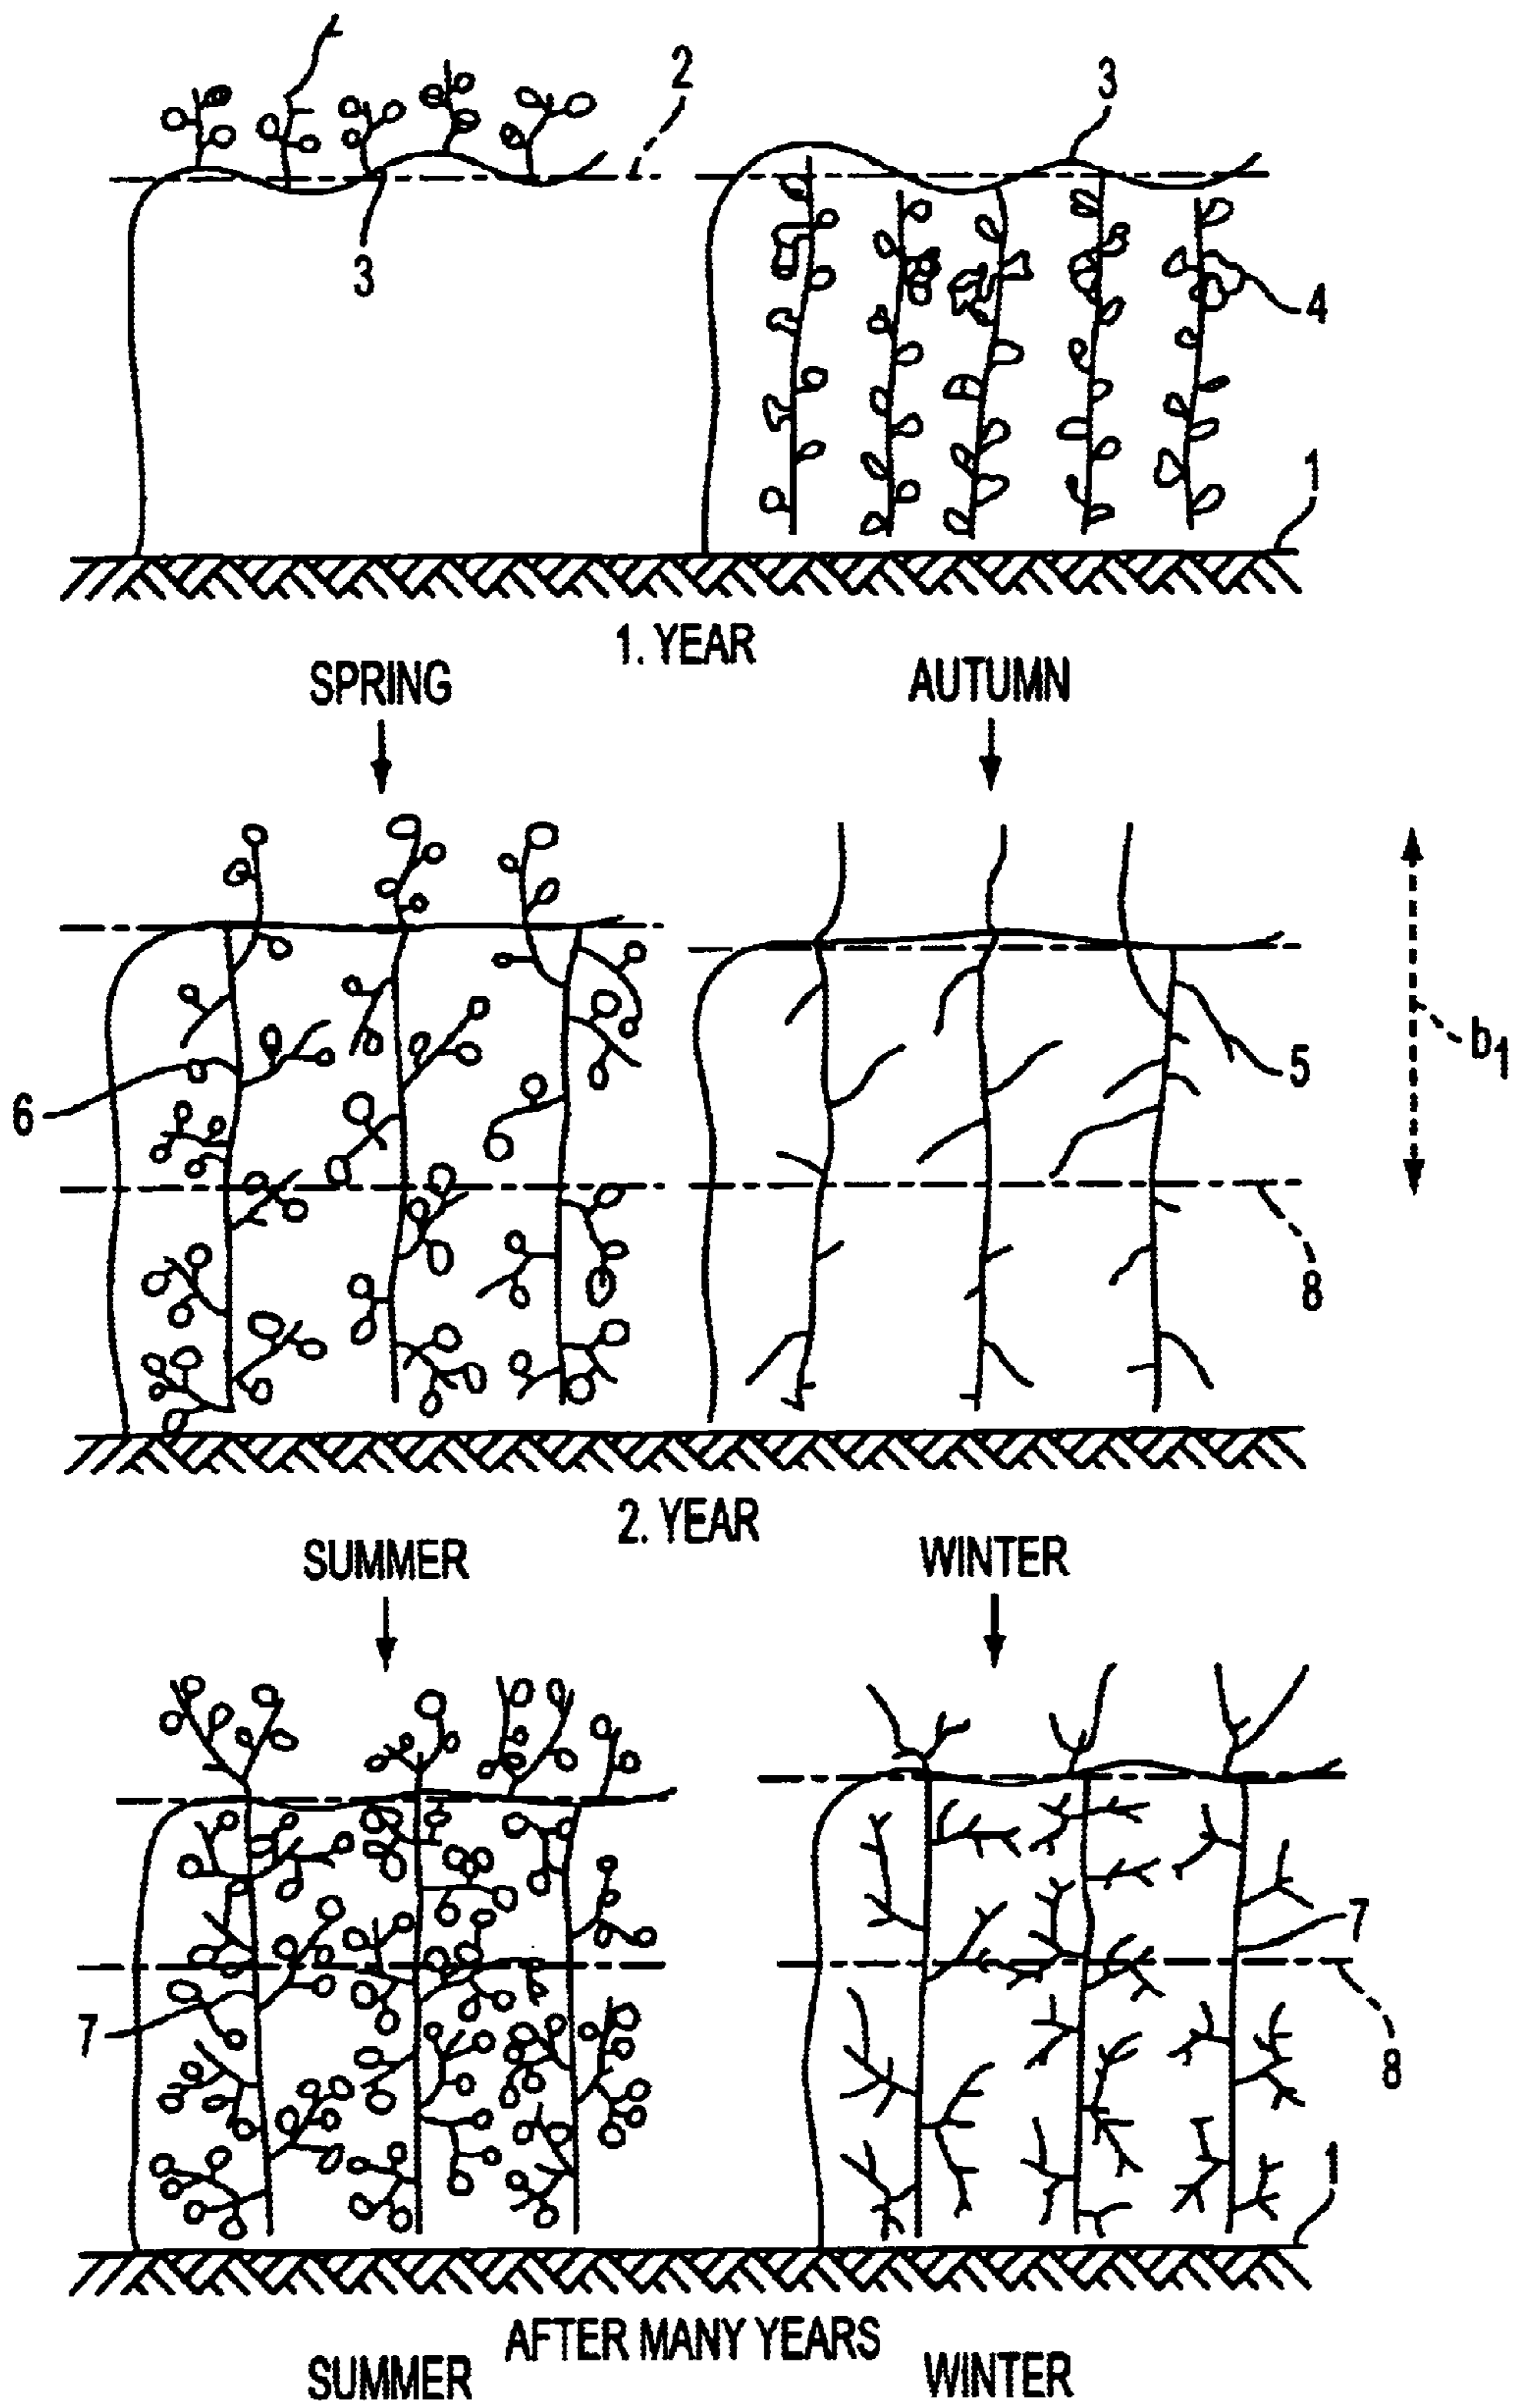 2
3
3
4
1
1. YEAR
SPRING
AUTUMN
6
5
b1
8
2. YEAR
SUMMER
WINTER
7
7
8
1
AFTER MANY YEARS
SUMMER
WINTER